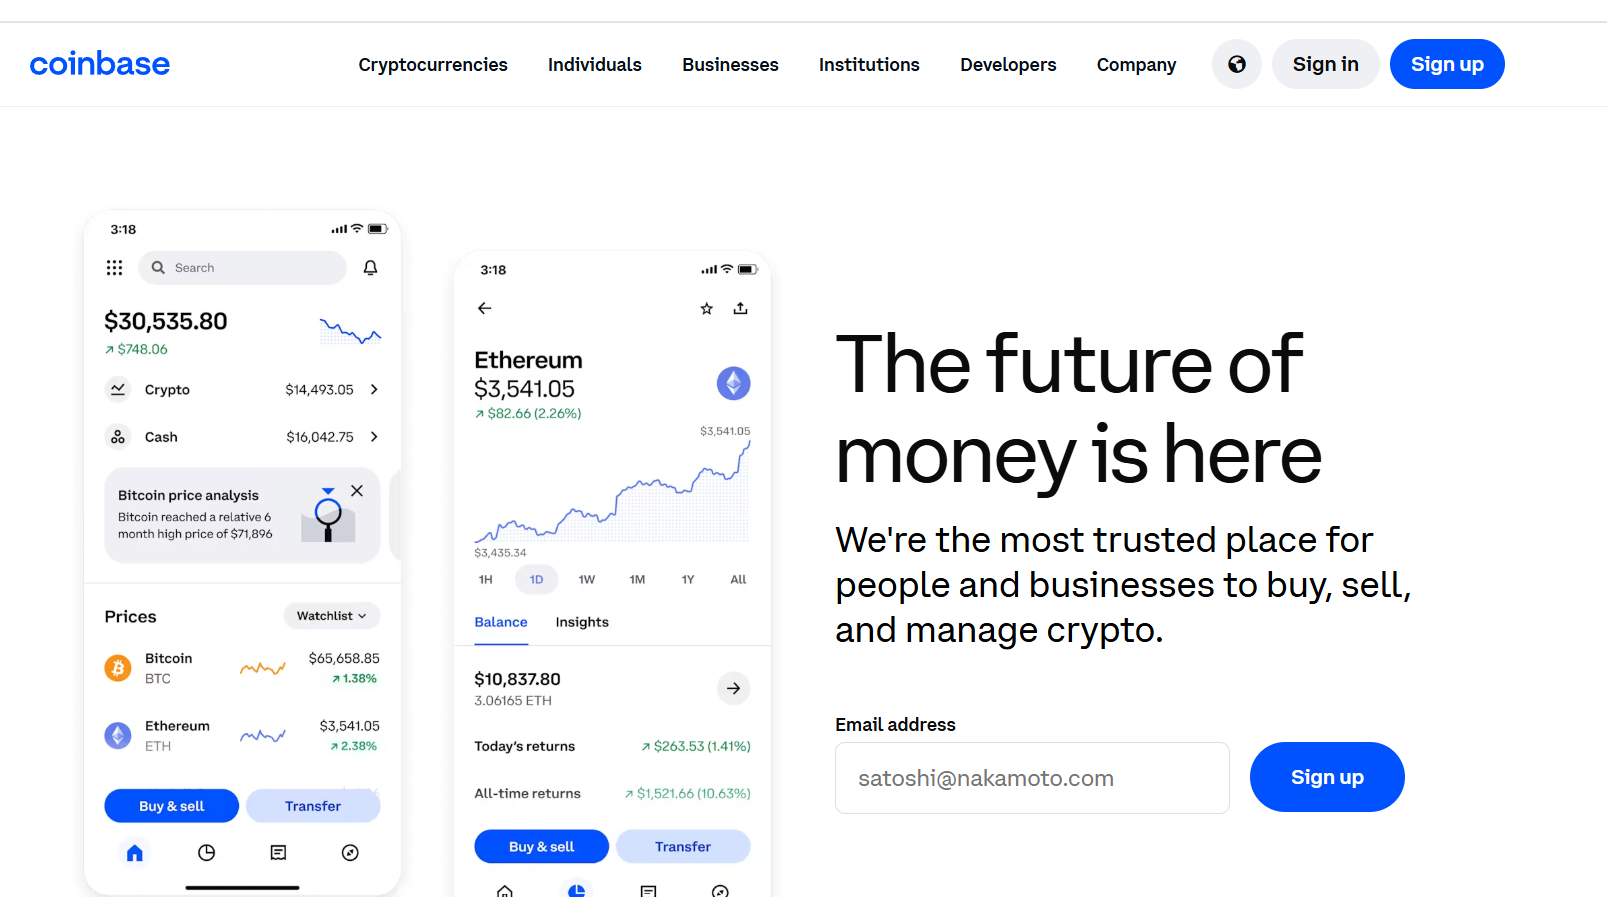 coinbase
Cryptocurrencies Individuals Businesses Institutions Developers Company Sign in Sign up
3:18
Search
$30,535.80
$748.06
Crypto $14,493.05
Cash $16,042.75
Bitcoin price analysis
Bitcoin reached a relative 6
month high price of $71,896
Prices Watchlist
Bitcoin $65,658.85
BTC 1.38%
Ethereum $3,541.05
ETH 2.38%
Buy & sell Transfer
3:18
Ethereum
$3,541.05
$82.66 (2.26%)
$3,541.05
$3,435.34
1H 1D 1W 1M 1Y All
Balance Insights
$10,837.80
3.06165 ETH
Today's returns $263.53 (1.41%)
All-time returns $1,521.66 (10.63%)
Buy & sell Transfer
The future of
money is here
We're the most trusted place for
people and businesses to buy, sell,
and manage crypto.
Email address
satoshi@nakamoto.com
Sign up